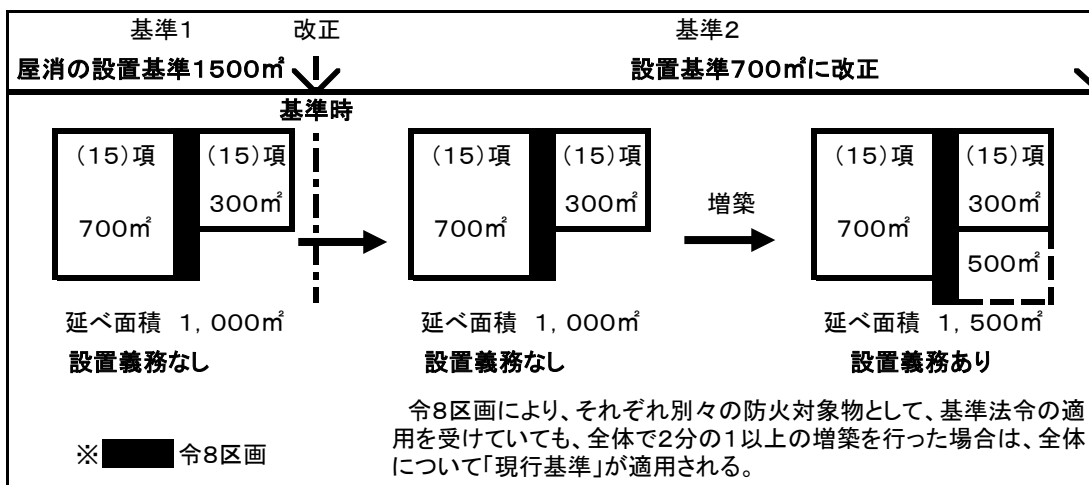 基準1 改正 基準2
屋消の設置基準1500㎡ 設置基準700㎡に改正
基準時
(15)項 (15)項 (15)項 (15)項 (15)項 (15)項
700㎡ 300㎡ 700㎡ 300㎡ 増築 700㎡ 300㎡
500㎡
延べ面積 1,000㎡ 延べ面積 1,000㎡ 延べ面積 1,500㎡
設置義務なし 設置義務なし 設置義務あり
令8区画により、それぞれ別々の防火対象物として、基準法令の適
用を受けていても、全体で2分の1以上の増築を行った場合は、全体
について「現行基準」が適用される。
※ 令8区画